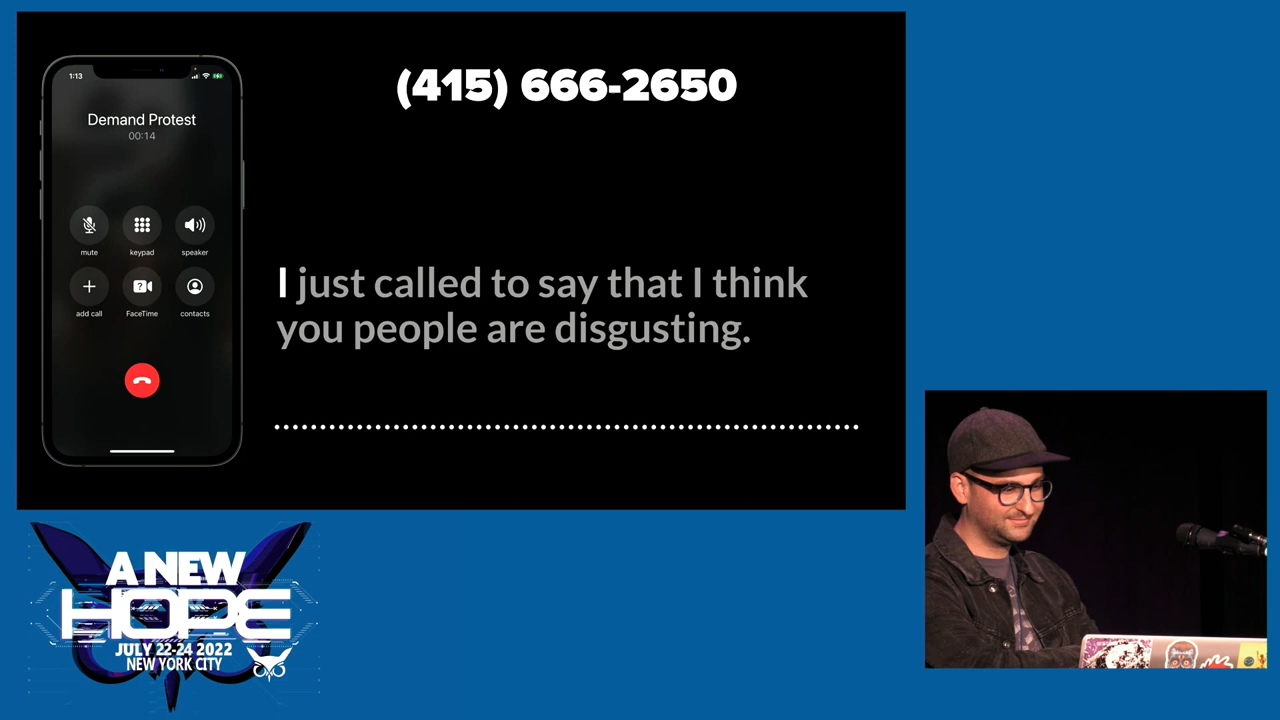 (415) 666-2650
1:13
Demand Protest
00:14
mute
keypad
speaker
add call
FaceTime
contacts
I just called to say that I think
you people are disgusting.
A NEW
HOPE
JULY 22-24 2022
NEW YORK CITY